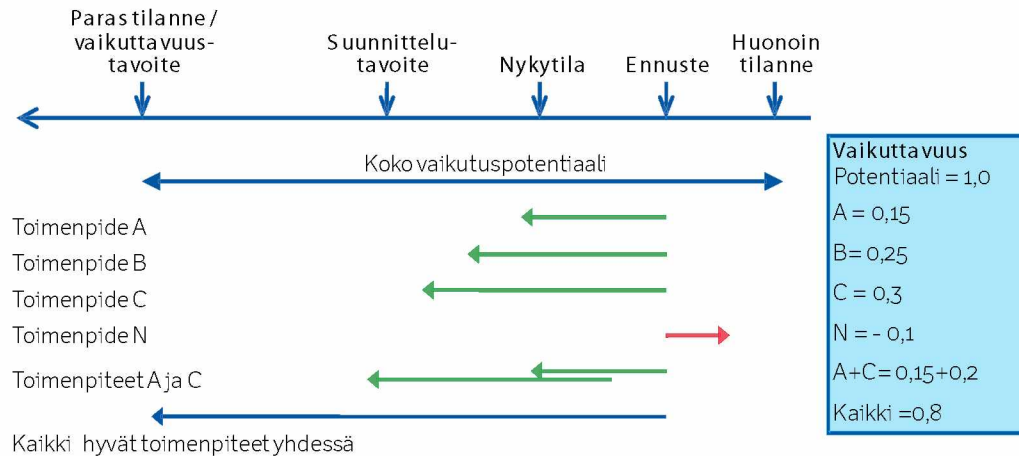 Paras tilanne /
vaikuttavuus-
tavoite
Suunnittelu-
tavoite
Nykytila
Ennuste
Huonoin
tilanne
Koko vaikutuspotentiaali
Toimenpide A
Toimenpide B
Toimenpide C
Toimenpide N
Toimenpiteet A ja C
Kaikki hyvät toimenpiteet yhdessä
Vaikuttavuus
Potentiaali = 1,0
A = 0,15
B= 0,25
C = 0,3
N = - 0,1
A+C= 0,15+0,2
Kaikki =0,8